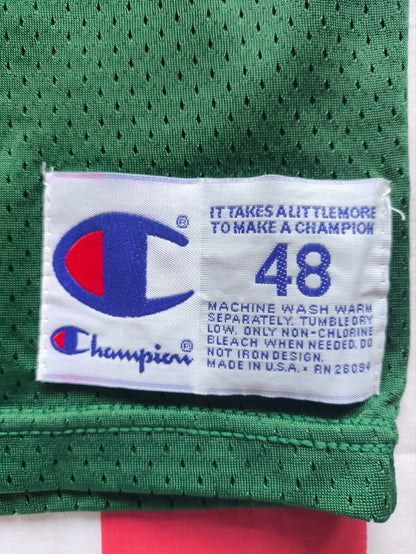 ®
Champion®
IT TAKES A LITTLE MORE
TO MAKE A CHAMPION
48
MACHINE WASH WARM
SEPARATELY. TUMBLE DRY
LOW. ONLY NON-CHLORINE
BLEACH WHEN NEEDED. DO
NOT IRON DESIGN.
MADE IN U.S.A. • RN 26094